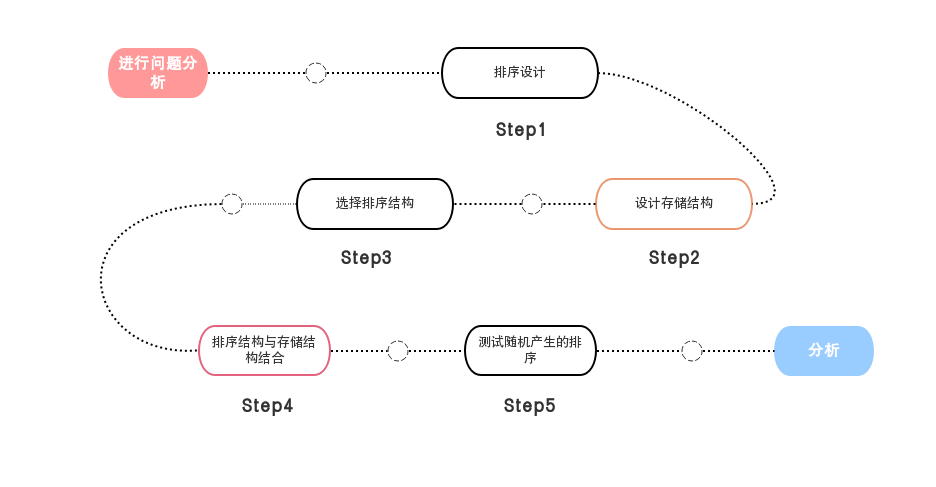 进行问题分
析
排序设计
Step1
选择排序结构
设计存储结构
Step3
Step2
排序结构与存储结
构结合
测试随机产生的排
序
分析
Step4
Step5